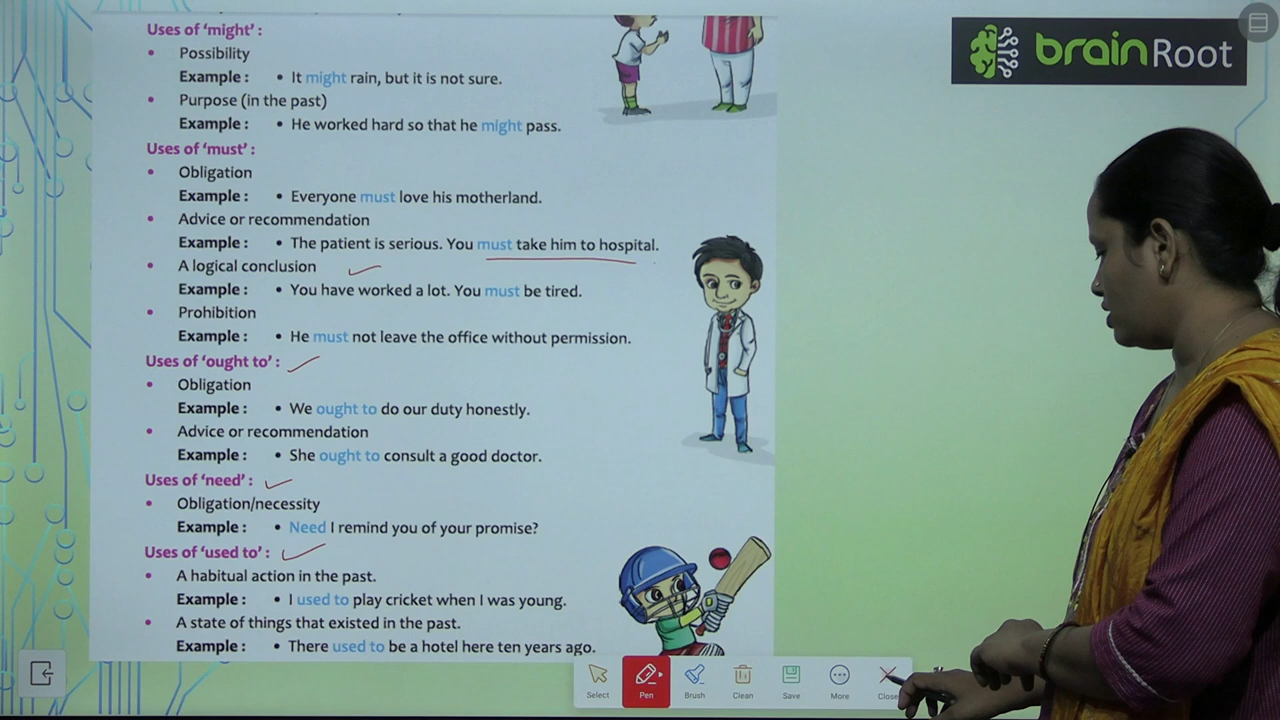 Uses of 'might' :
• Possibility
Example : • It might rain, but it is not sure.
• Purpose (in the past)
Example : • He worked hard so that he might pass.
Uses of 'must' :
• Obligation
Example : • Everyone must love his motherland.
• Advice or recommendation
Example : • The patient is serious. You must take him to hospital.
• A logical conclusion
Example : • You have worked a lot. You must be tired.
• Prohibition
Example : • He must not leave the office without permission.
Uses of 'ought to' :
• Obligation
Example : • We ought to do our duty honestly.
• Advice or recommendation
Example : • She ought to consult a good doctor.
Uses of 'need' :
• Obligation/necessity
Example : • Need I remind you of your promise?
Uses of 'used to' :
• A habitual action in the past.
Example : • I used to play cricket when I was young.
• A state of things that existed in the past.
Example : • There used to be a hotel here ten years ago.
brainRoot
Select Pen Brush Clean Save More Close